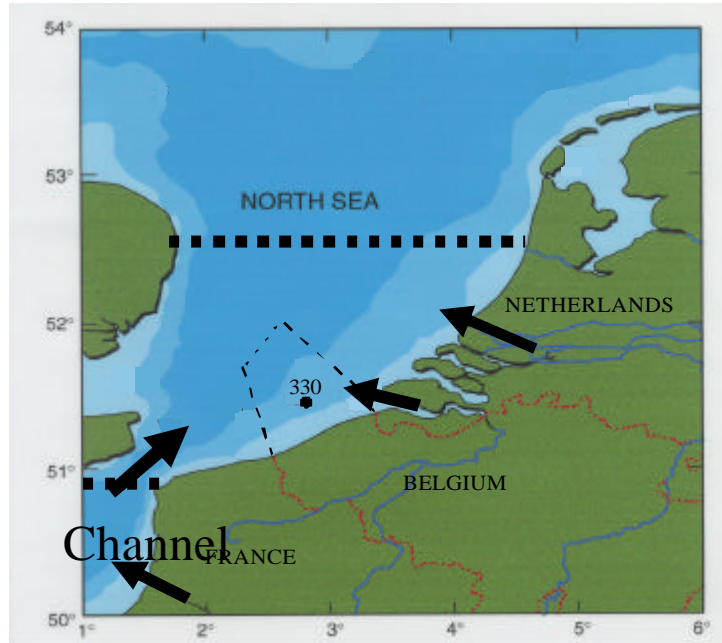 54°
53°
NORTH SEA
NETHERLANDS
52°
330
51°
BELGIUM
Channel
FRANCE
50°
1° 2° 3° 4° 5° 6°